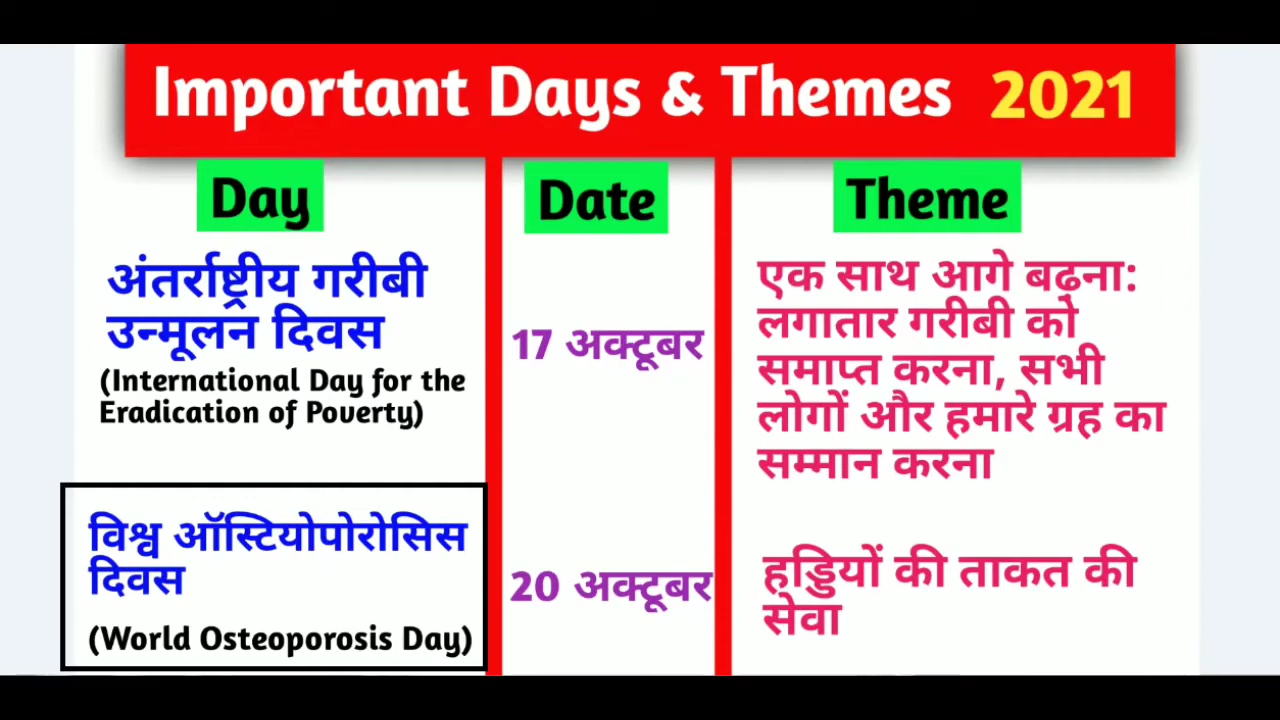 Important Days & Themes 2021
Day
Date
Theme
अंतर्राष्ट्रीय गरीबी
उन्मूलन दिवस
(International Day for the
Eradication of Poverty)
17 अक्टूबर
एक साथ आगे बढ़ना:
लगातार गरीबी को
समाप्त करना, सभी
लोगों और हमारे ग्रह का
सम्मान करना
विश्व ऑस्टियोपोरोसिस
दिवस
(World Osteoporosis Day)
20 अक्टूबर
हड्डियों की ताकत की
सेवा